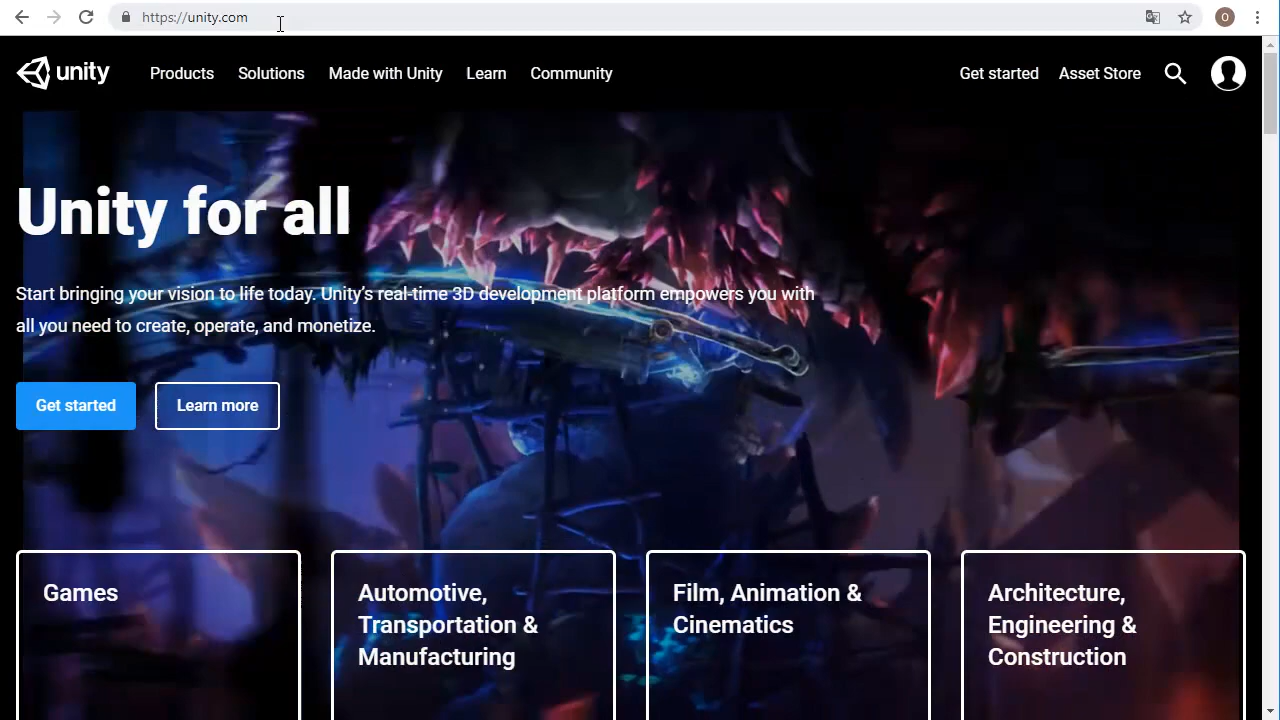 https://unity.com
O
unity
Products
Solutions
Made with Unity
Learn
Community
Get started
Asset Store
Unity for all
Start bringing your vision to life today. Unity’s real-time 3D development platform empowers you with
all you need to create, operate, and monetize.
Get started
Learn more
Games
Automotive,
Transportation &
Manufacturing
Film, Animation &
Cinematics
Architecture,
Engineering &
Construction